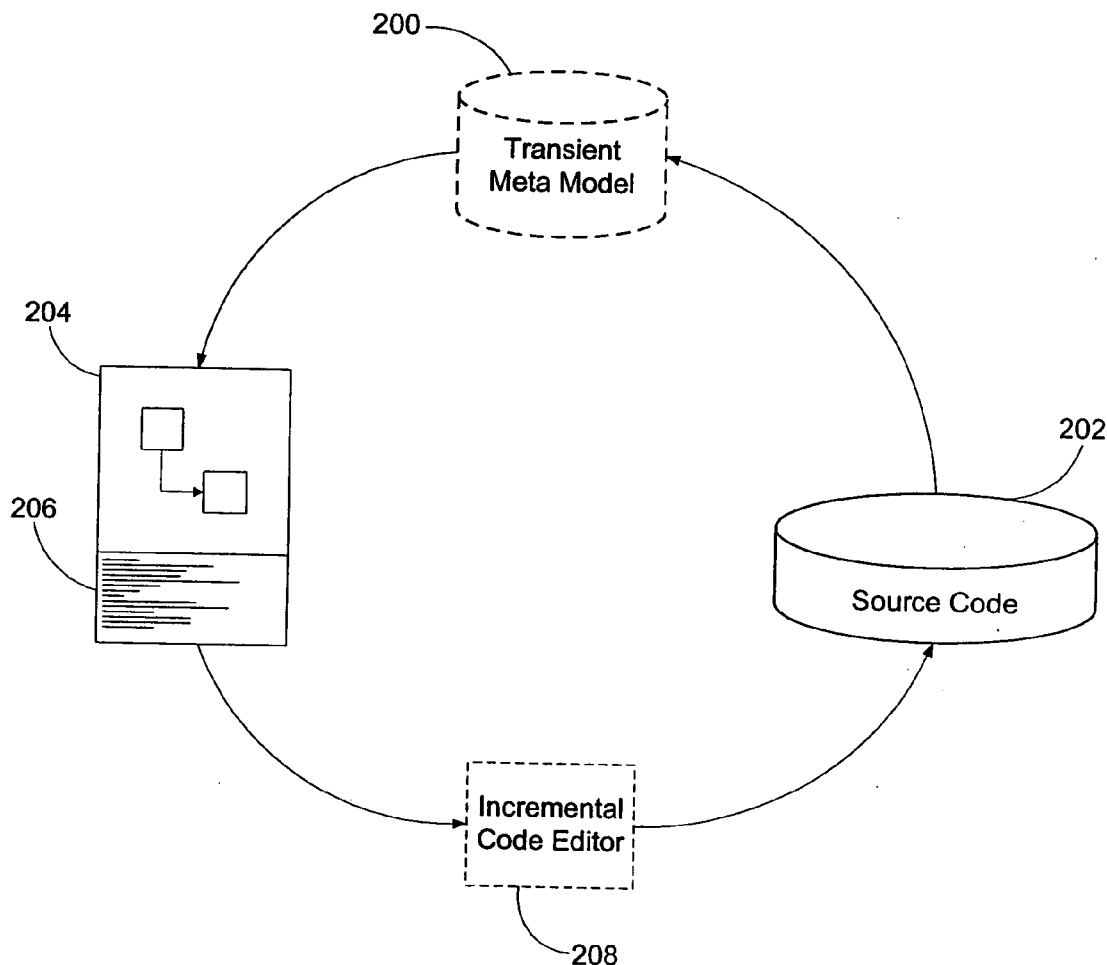 200
Transient
Meta Model
204
202
206
Source Code
Incremental
Code Editor
208